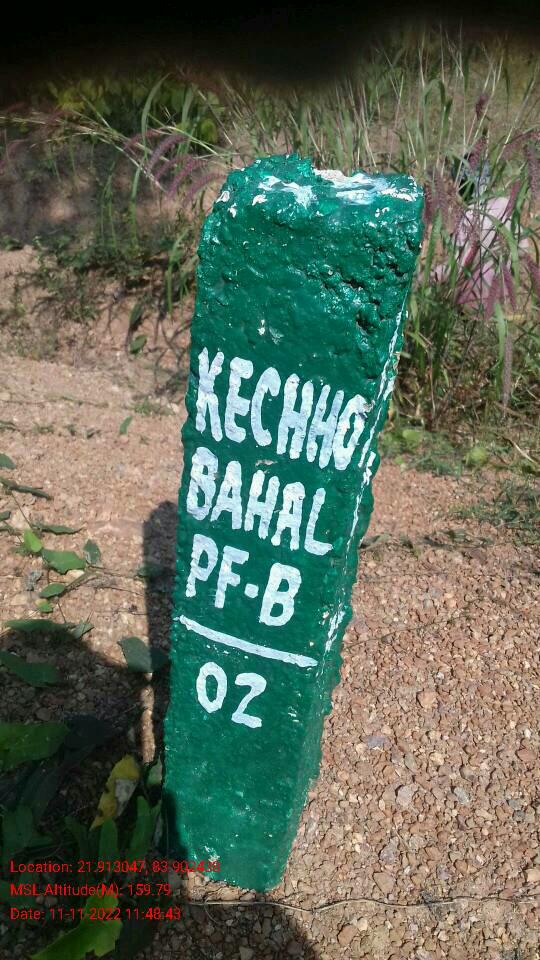 KECHHO
BAHAL
PF-B
02
Location: 21.913047, 83.902433
MSL Altitude(M): 159.79
Date: 11-11-2022 11:48:43